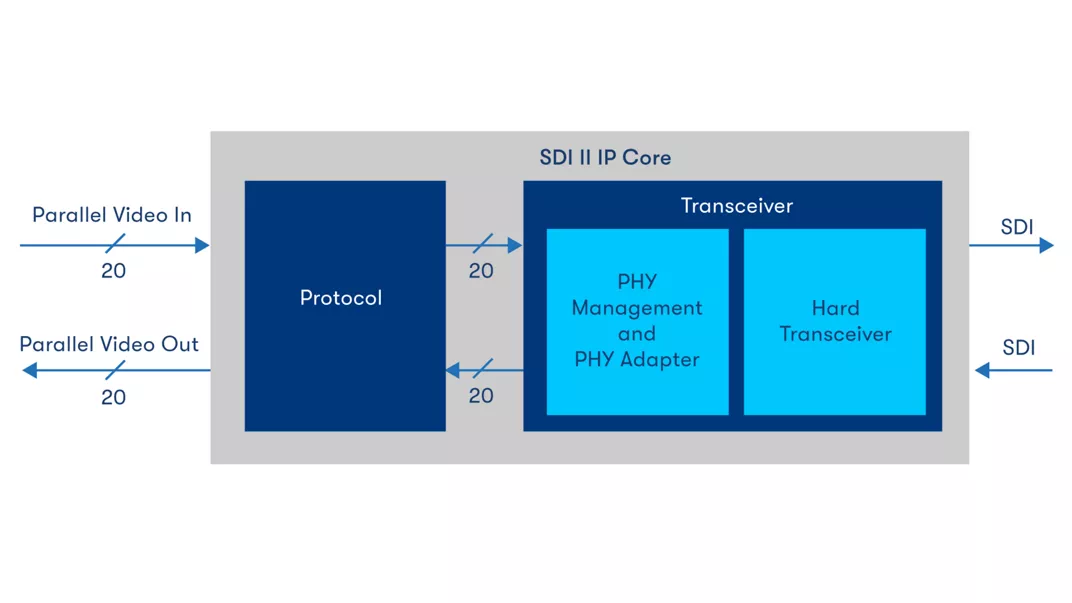 SDI II IP Core
Parallel Video In
20
Parallel Video Out
20
Protocol
20
20
Transceiver
PHY
Management
and
PHY Adapter
Hard
Transceiver
SDI
SDI